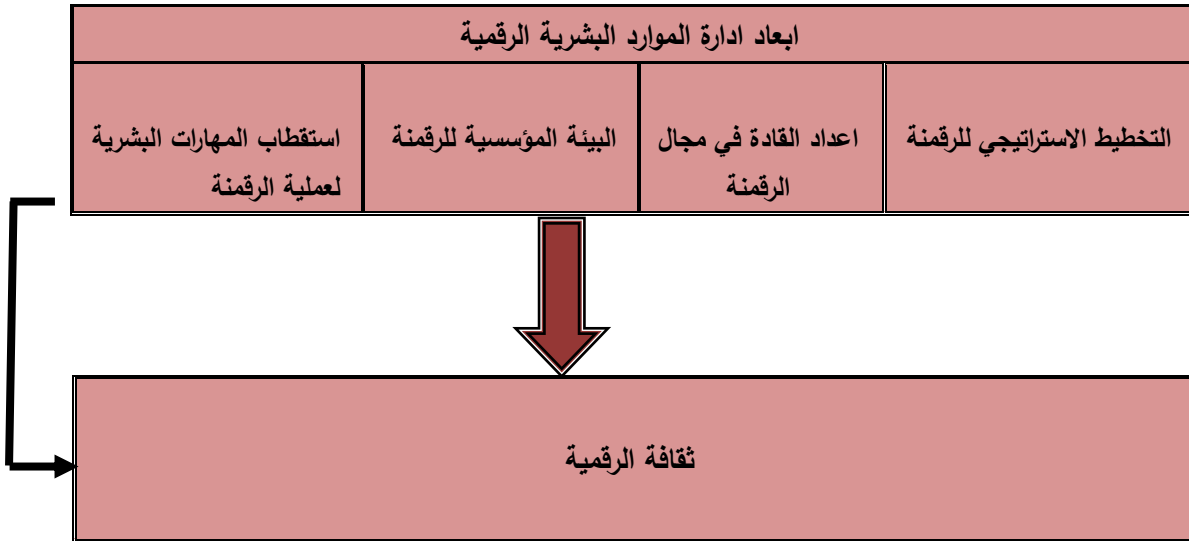 ابعاد ادارة الموارد البشرية الرقمية
التخطيط الاستراتيجي للرقمنة
اعداد القادة في مجال
الرقمنة
البيئة المؤسسية للرقمنة
استقطاب المهارات البشرية
لعملية الرقمنة
ثقافة الرقمية